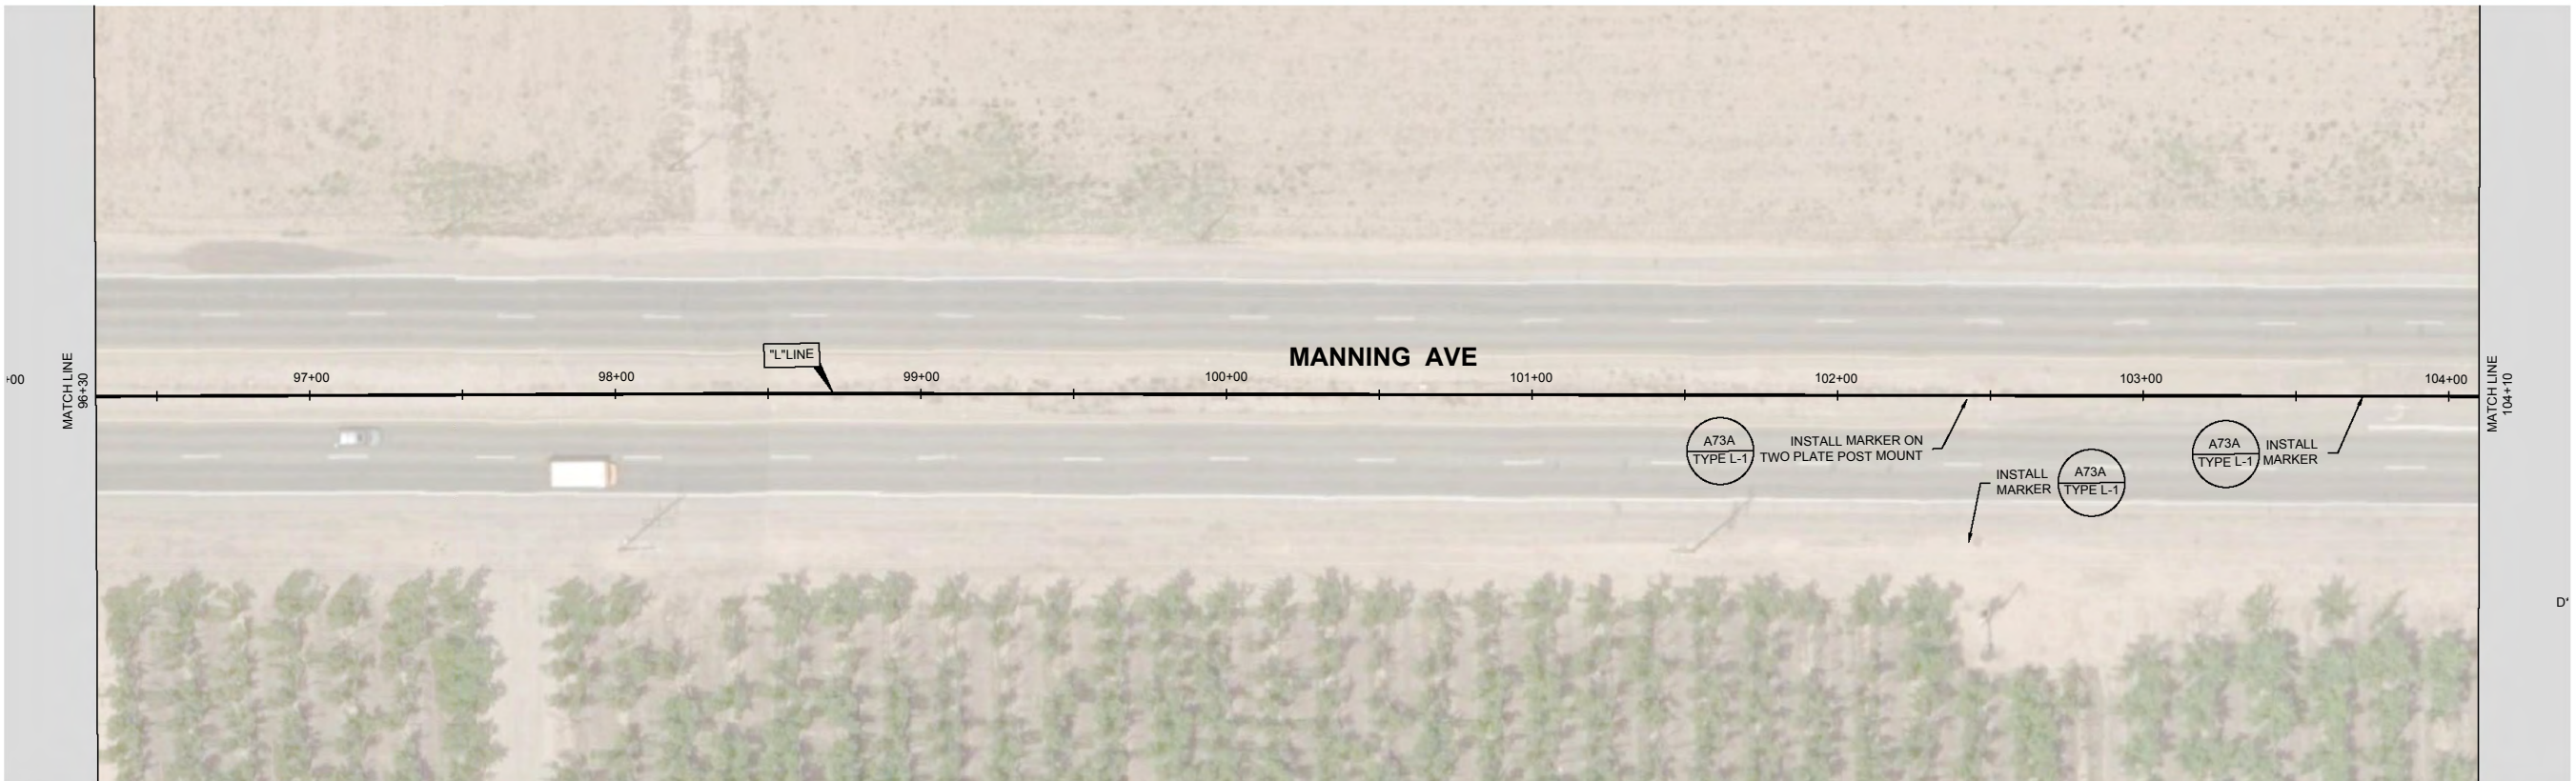 MANNING AVE
"L"LINE
+00
MATCH LINE
96+30
97+00
98+00
99+00
100+00
101+00
102+00
103+00
104+00
MATCH LINE
104+10
A73A
TYPE L-1
INSTALL MARKER ON
TWO PLATE POST MOUNT
INSTALL
MARKER
A73A
TYPE L-1
A73A
TYPE L-1
INSTALL
MARKER